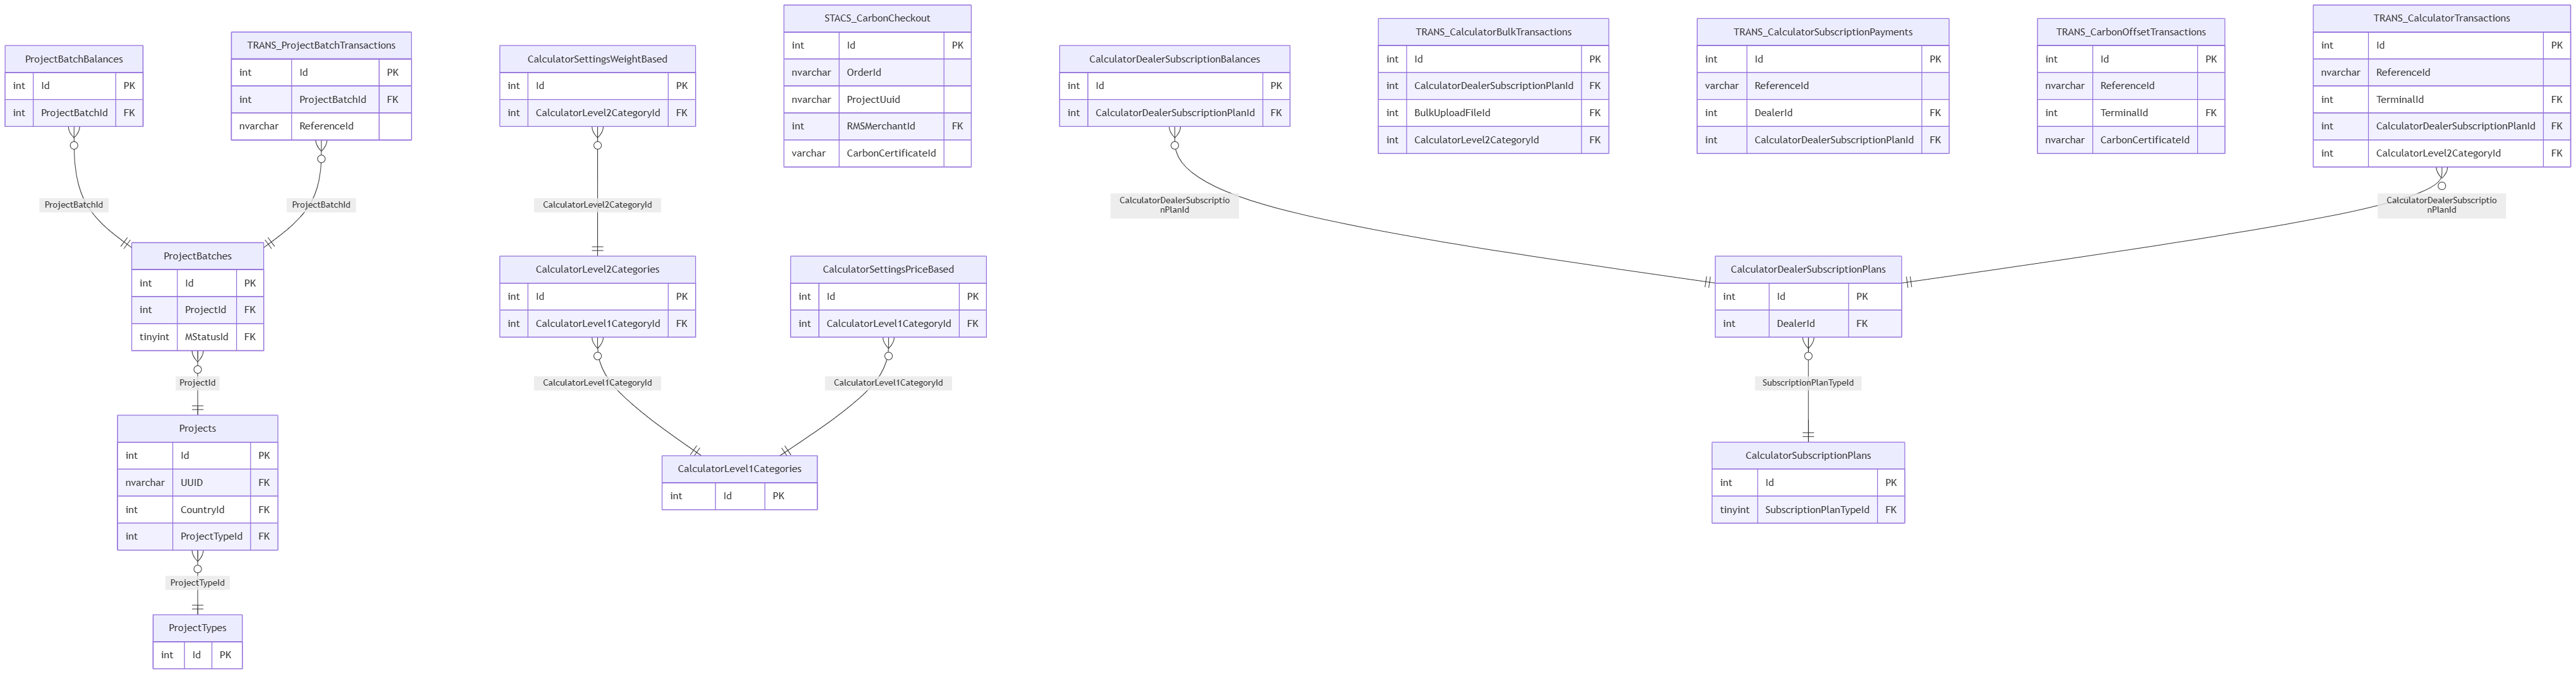 ProjectBatchBalances
int Id PK
int ProjectBatchId FK
TRANS_ProjectBatchTransactions
int Id PK
int ProjectBatchId FK
nvarchar ReferenceId
CalculatorSettingsWeightBased
int Id PK
int CalculatorLevel2CategoryId FK
STACS_CarbonCheckout
int Id PK
nvarchar OrderId
nvarchar ProjectUuid
int RMSMerchantId FK
varchar CarbonCertificateId
CalculatorDealerSubscriptionBalances
int Id PK
int CalculatorDealerSubscriptionPlanId FK
TRANS_CalculatorBulkTransactions
int Id PK
int CalculatorDealerSubscriptionPlanId FK
int BulkUploadFileId FK
int CalculatorLevel2CategoryId FK
TRANS_CalculatorSubscriptionPayments
int Id PK
varchar ReferenceId
int DealerId FK
int CalculatorDealerSubscriptionPlanId FK
TRANS_CarbonOffsetTransactions
int Id PK
nvarchar ReferenceId
int TerminalId FK
nvarchar CarbonCertificateId
TRANS_CalculatorTransactions
int Id PK
nvarchar ReferenceId
int TerminalId FK
int CalculatorDealerSubscriptionPlanId FK
int CalculatorLevel2CategoryId FK
ProjectBatchId
ProjectBatchId
CalculatorLevel2CategoryId
CalculatorDealerSubscriptio
nPlanId
CalculatorDealerSubscriptio
nPlanId
ProjectBatches
int Id PK
int ProjectId FK
tinyint MStatusId FK
CalculatorLevel2Categories
int Id PK
int CalculatorLevel1CategoryId FK
CalculatorSettingsPriceBased
int Id PK
int CalculatorLevel1CategoryId FK
CalculatorDealerSubscriptionPlans
int Id PK
int DealerId FK
ProjectId
CalculatorLevel1CategoryId
CalculatorLevel1CategoryId
SubscriptionPlanTypeId
Projects
int Id PK
nvarchar UUID FK
int CountryId FK
int ProjectTypeId FK
CalculatorLevel1Categories
int Id PK
CalculatorSubscriptionPlans
int Id PK
tinyint SubscriptionPlanTypeId FK
ProjectTypeId
ProjectTypes
int Id PK